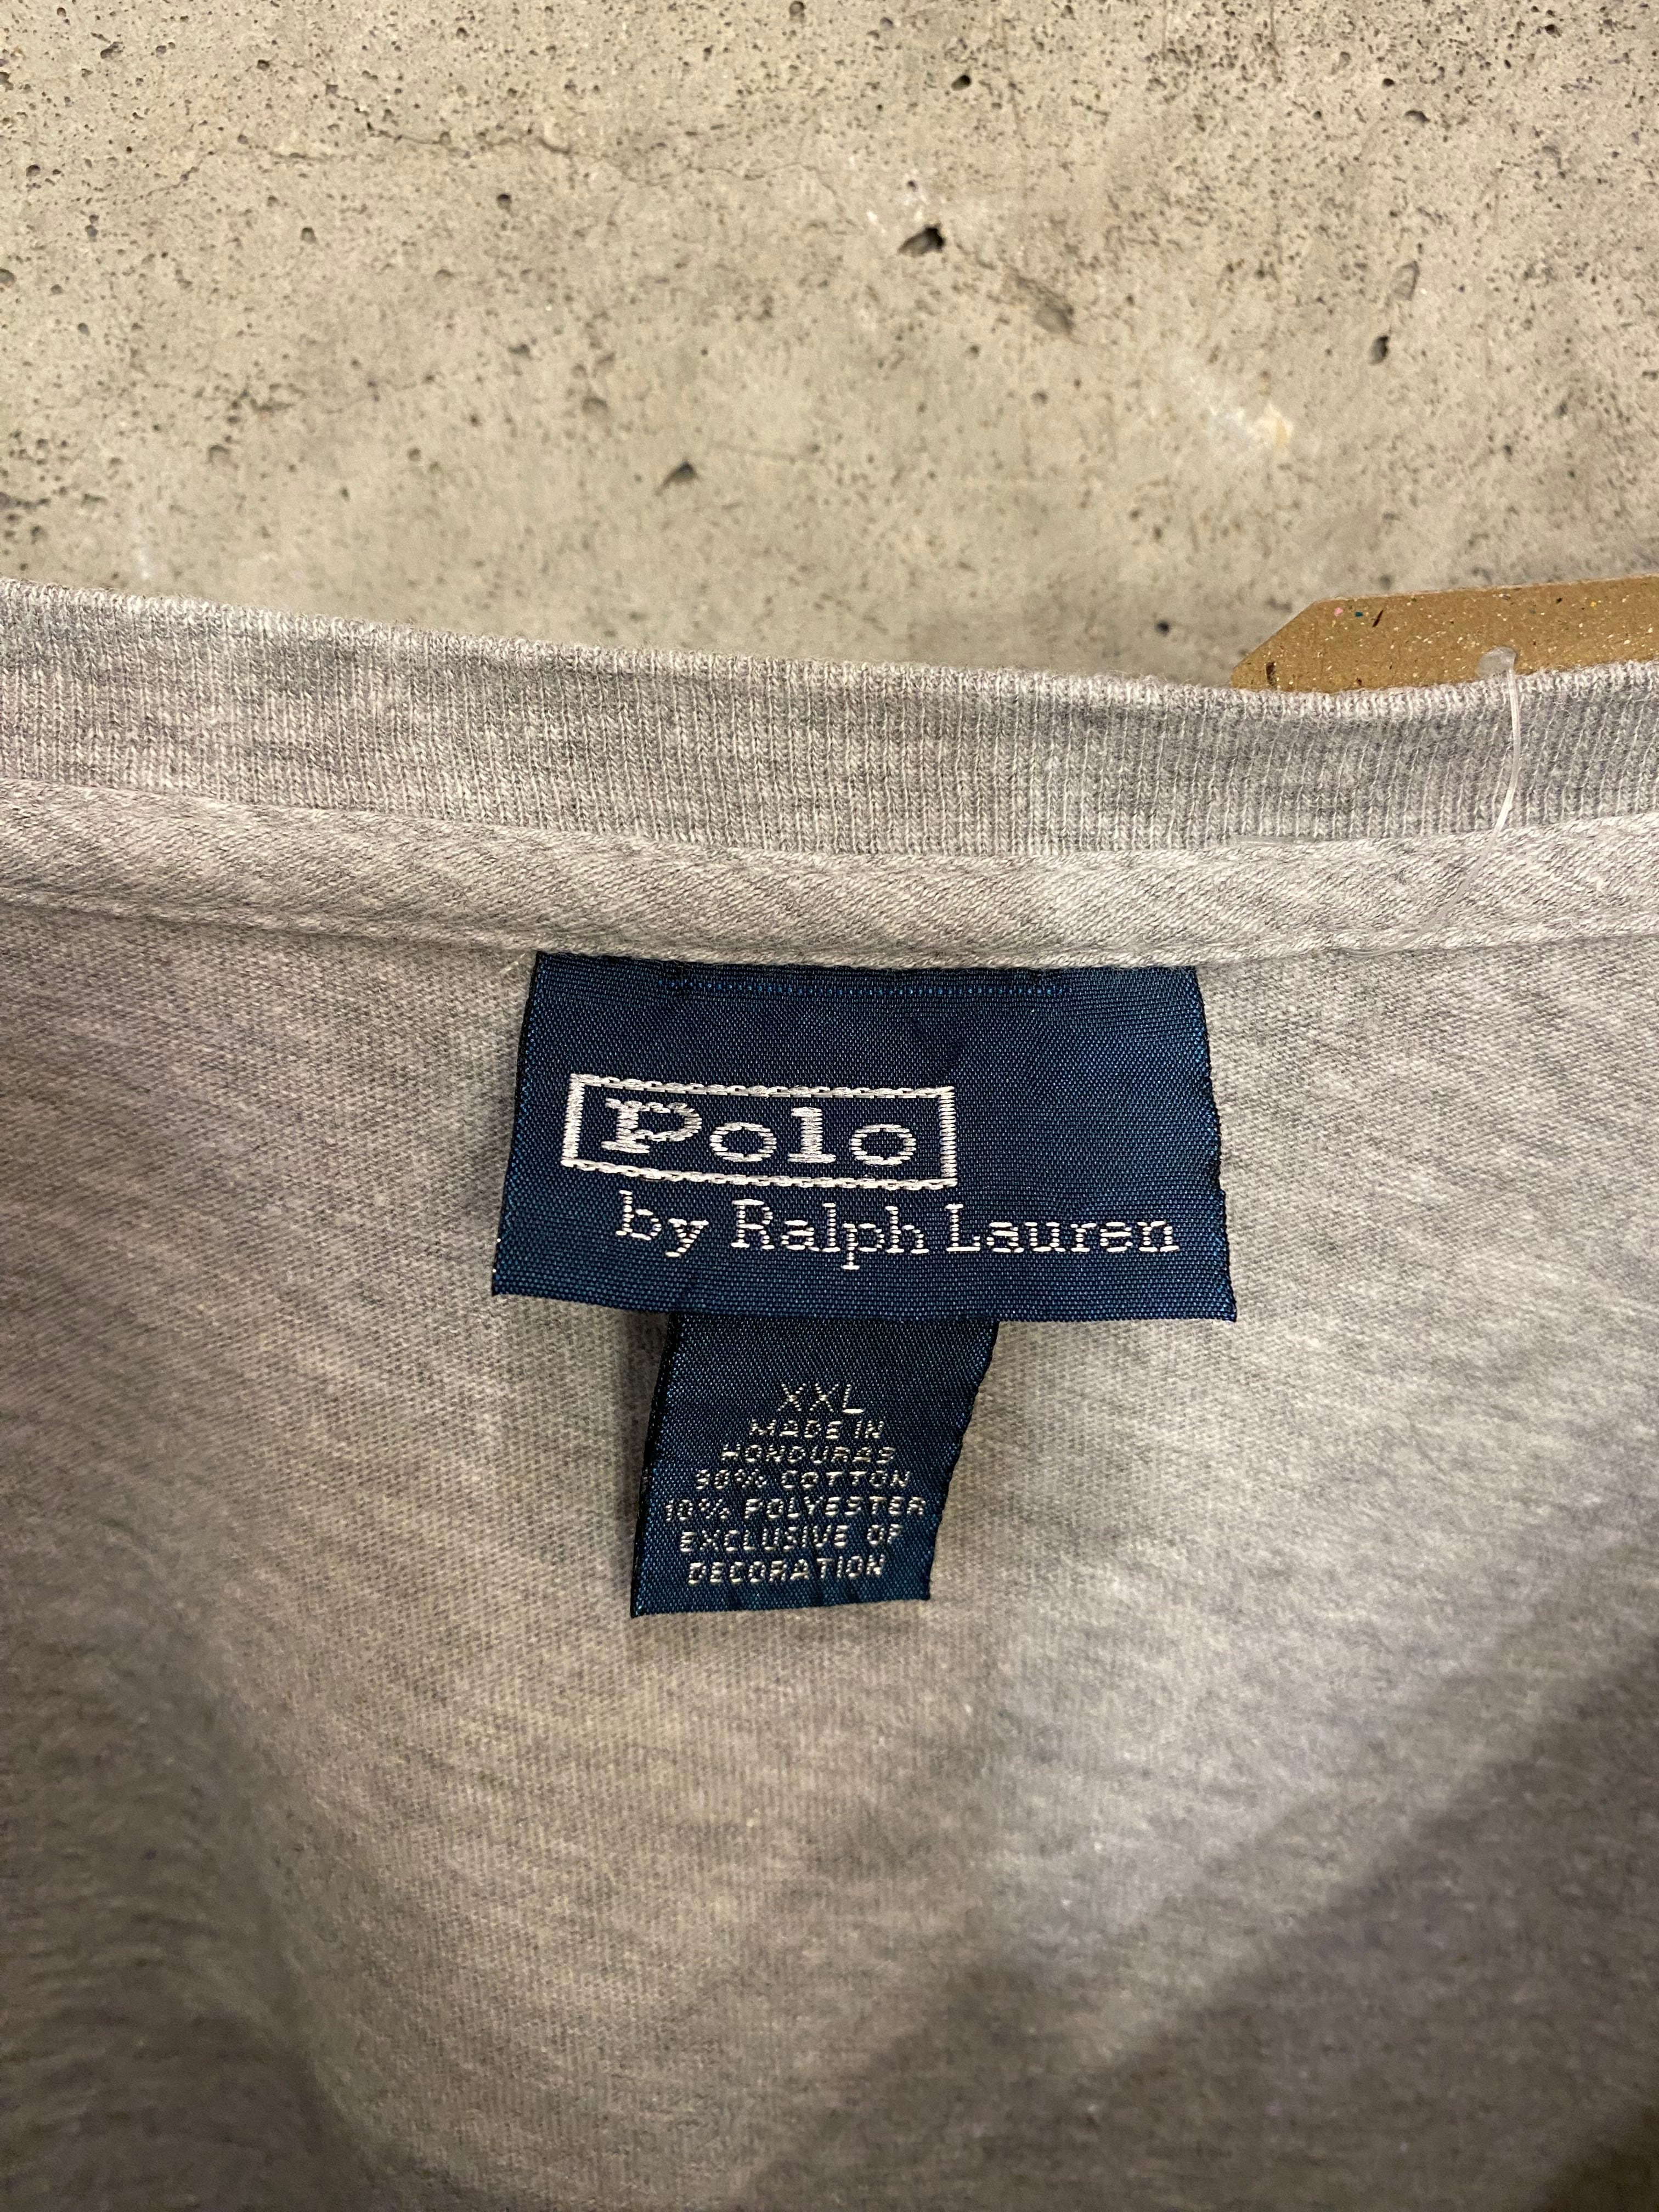 Polo
by Ralph Lauren
XXL
MADE IN
HONDURAS
90% COTTON
10% POLYESTER
EXCLUSIVE OF
DECORATION